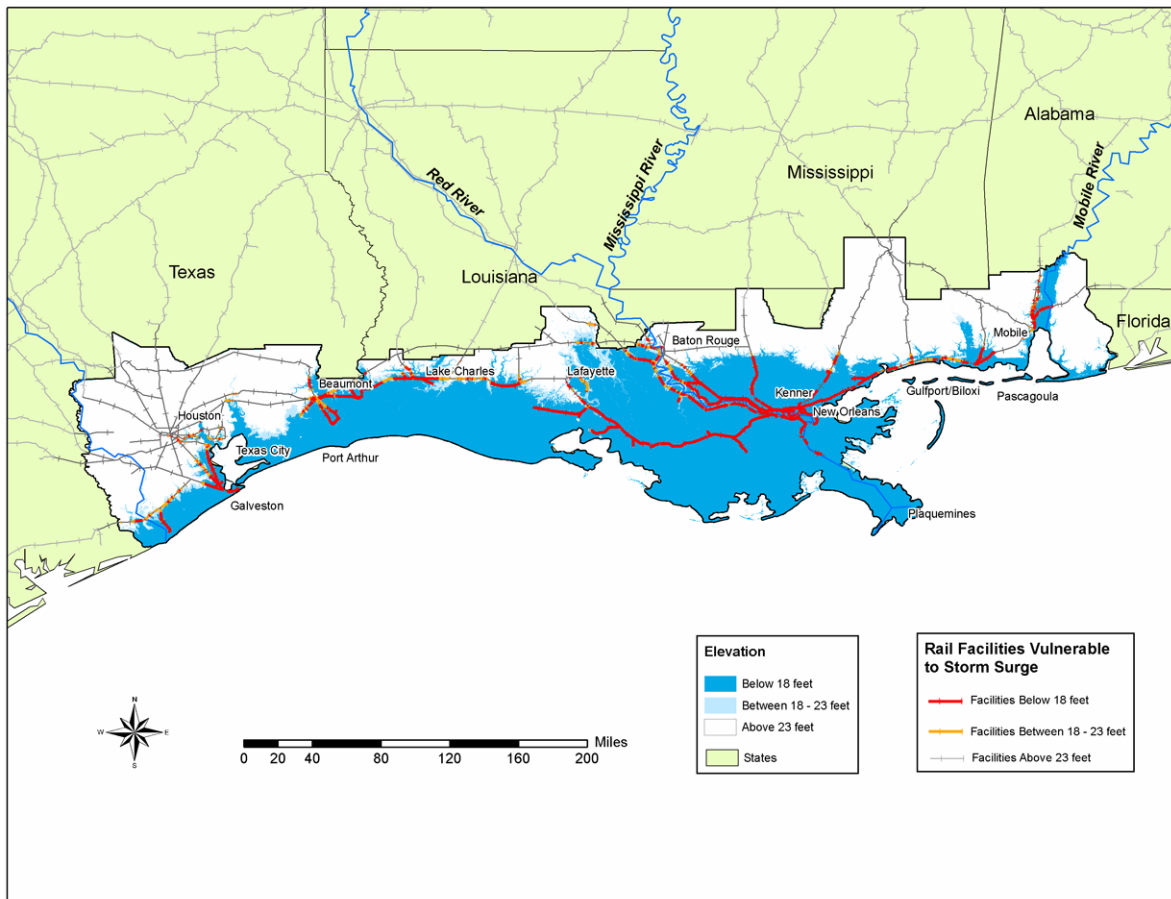 Alabama
Mississippi River
Mobile River
Mississippi
Red River
Texas
Louisiana
Florida
Mobile
Baton Rouge
Lake Charles
Lafayette
Beaumont
Kenner
Gulfport/Biloxi
Pascagoula
Houston
New Orleans
Texas City
Port Arthur
Galveston
Plaquemines
Elevation
Below 18 feet
Between 18 - 23 feet
Above 23 feet
States
Rail Facilities Vulnerable
to Storm Surge
Facilities Below 18 feet
Facilities Between 18 - 23 feet
Facilities Above 23 feet
N
W E
S
Miles
0 20 40 80 120 160 200